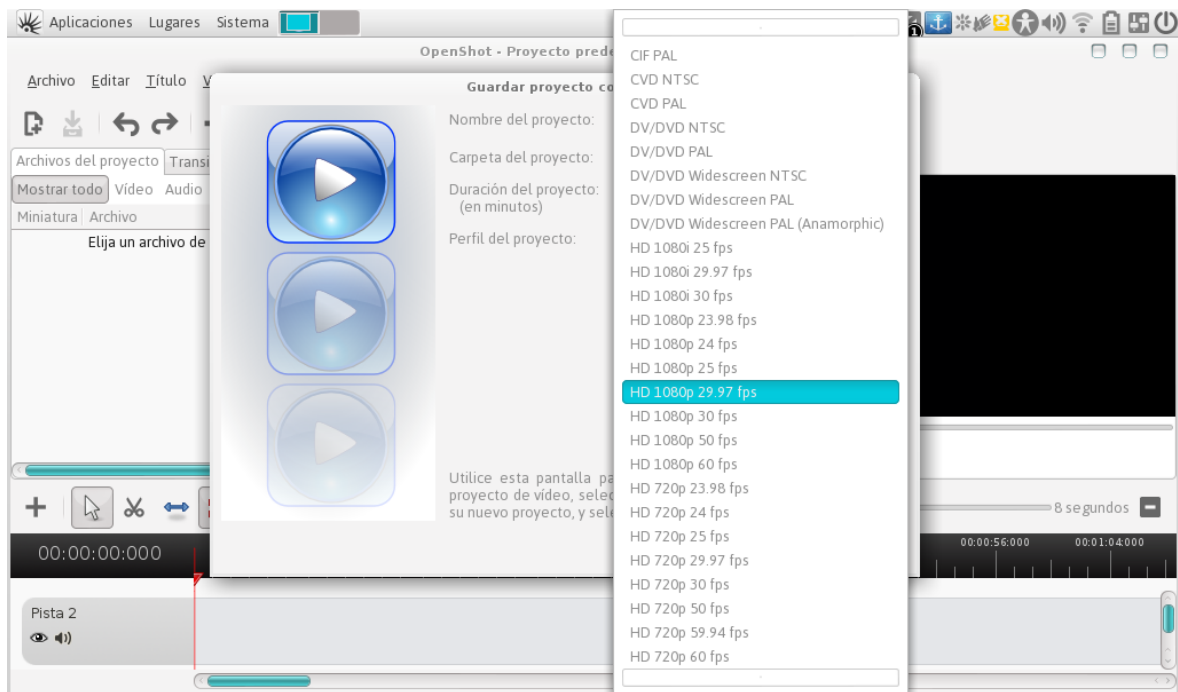 Aplicaciones Lugares Sistema
1
OpenShot - Proyecto prede
Archivo Editar Título V
Archivos del proyecto Transi
Mostrar todo Vídeo Audio
Miniatura Archivo
Elija un archivo de
Guardar proyecto co
Nombre del proyecto:
Carpeta del proyecto:
Duración del proyecto:
(en minutos)
Perfil del proyecto:
Utilice esta pantalla pa
proyecto de vídeo, selec
su nuevo proyecto, y sele
CIF PAL
CVD NTSC
CVD PAL
DV/DVD NTSC
DV/DVD PAL
DV/DVD Widescreen NTSC
DV/DVD Widescreen PAL
DV/DVD Widescreen PAL (Anamorphic)
HD 1080i 25 fps
HD 1080i 29.97 fps
HD 1080i 30 fps
HD 1080p 23.98 fps
HD 1080p 24 fps
HD 1080p 25 fps
HD 1080p 29.97 fps
HD 1080p 30 fps
HD 1080p 50 fps
HD 1080p 60 fps
HD 720p 23.98 fps
HD 720p 24 fps
HD 720p 25 fps
HD 720p 29.97 fps
HD 720p 30 fps
HD 720p 50 fps
HD 720p 59.94 fps
HD 720p 60 fps
8 segundos
00:00:00:000
00:00:56:000 00:01:04:000
Pista 2